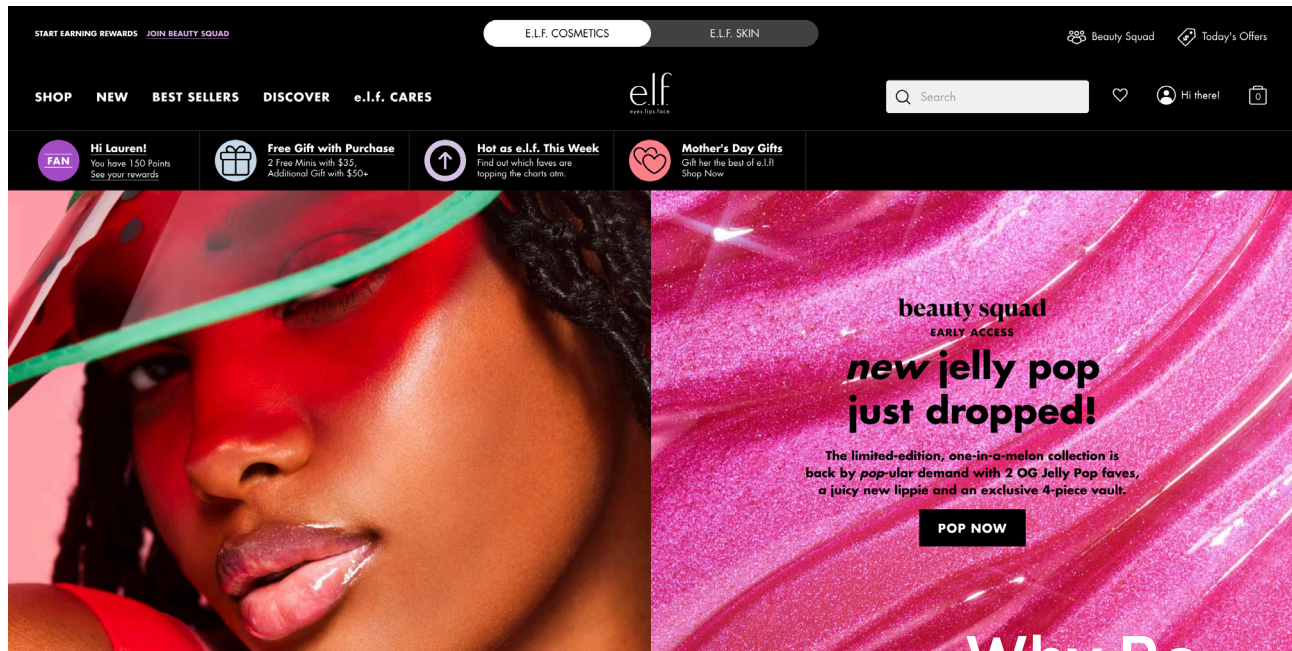 START EARNING REWARDS JOIN BEAUTY SQUAD
E.L.F. COSMETICS
E.L.F. SKIN
Beauty Squad
Today's Offers
SHOP
NEW
BEST SELLERS
DISCOVER
e.l.f. CARES
e.l.f.
eyes.lips.face.
Search
Hi there!
0
FAN
Hi Lauren!
You have 150 Points
See your rewards
Free Gift with Purchase
2 Free Minis with $35,
Additional Gift with $50+
Hot as e.l.f. This Week
Find out which faves are
topping the charts atm.
Mother's Day Gifts
Gift her the best of e.l.f!
Shop Now
beauty squad
EARLY ACCESS
new jelly pop
just dropped!
The limited-edition, one-in-a-melon collection is
back by pop-ular demand with 2 OG Jelly Pop faves,
a juicy new lippie and an exclusive 4-piece vault.
POP NOW